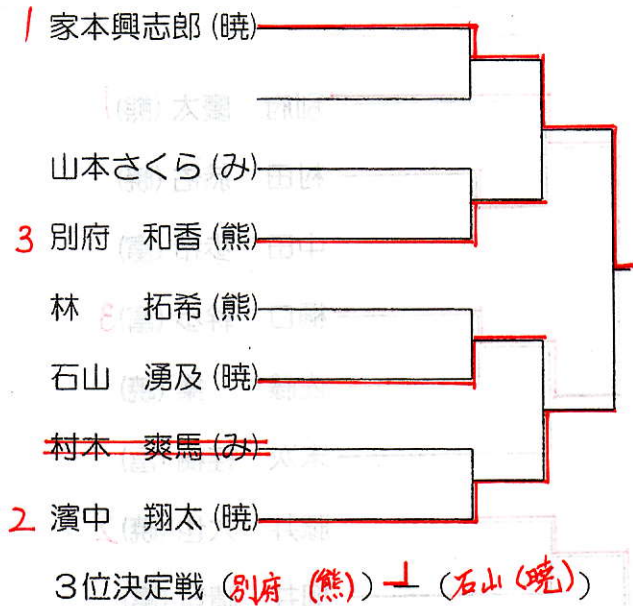 1 家本興志郎 (暁)
山本さくら (み)
3 別府 和香 (熊)
林 拓希 (熊)
石山 湧及 (暁)
村本 爽馬 (み)
2 濱中 翔太 (暁)
3位決定戦 (別府 (熊)) ー (石山 (暁))